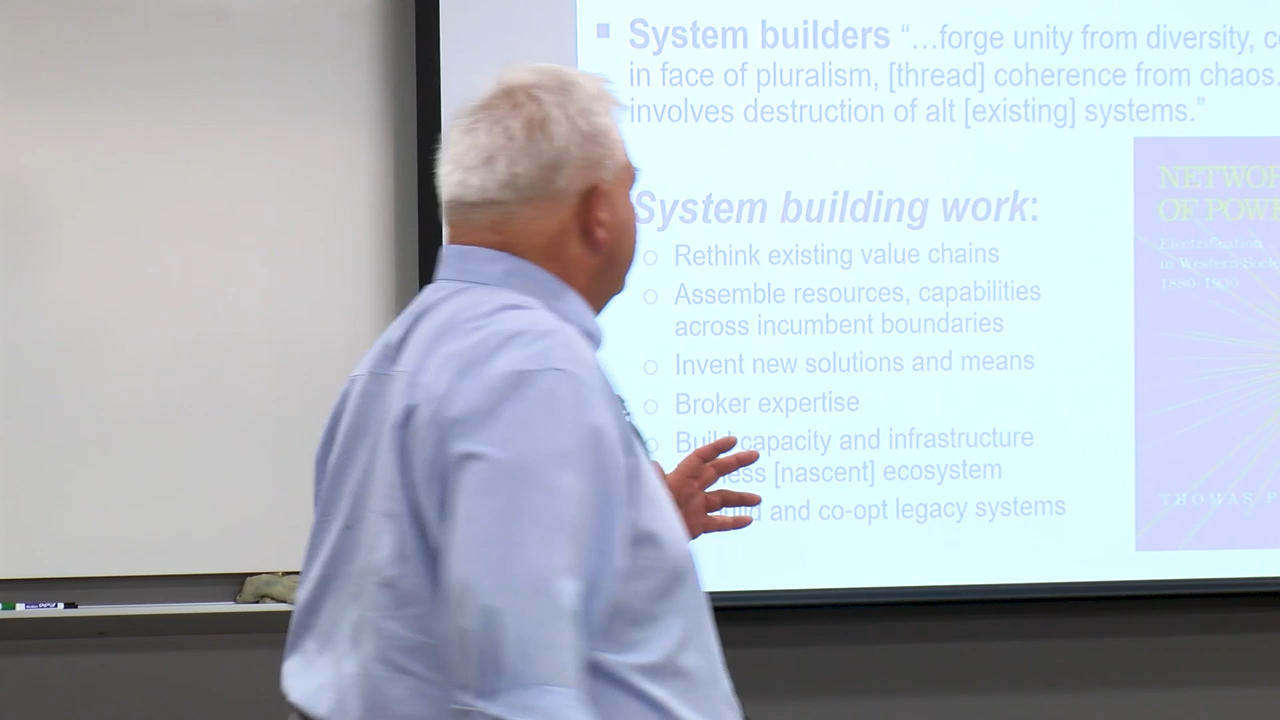 System builders “…forge unity from diversity,
in face of pluralism, [thread] coherence from chaos
involves destruction of alt [existing] systems.”
System building work:
Rethink existing value chains
Assemble resources, capabilities
across incumbent boundaries
Invent new solutions and means
Broker expertise
Build capacity and infrastructure
[nascent] ecosystem
and co-opt legacy systems
OF
Electrification
in Western
1880-1930
THOMAS P